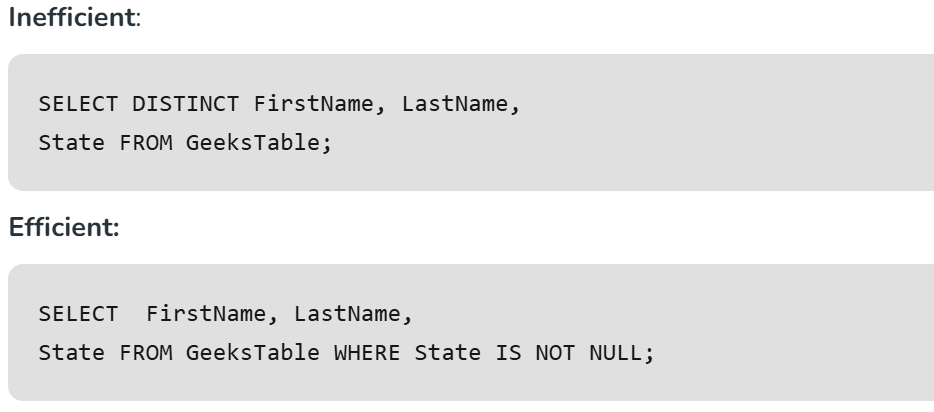 Inefficient:
SELECT DISTINCT FirstName, LastName,
State FROM GeeksTable;
Efficient:
SELECT  FirstName, LastName,
State FROM GeeksTable WHERE State IS NOT NULL;